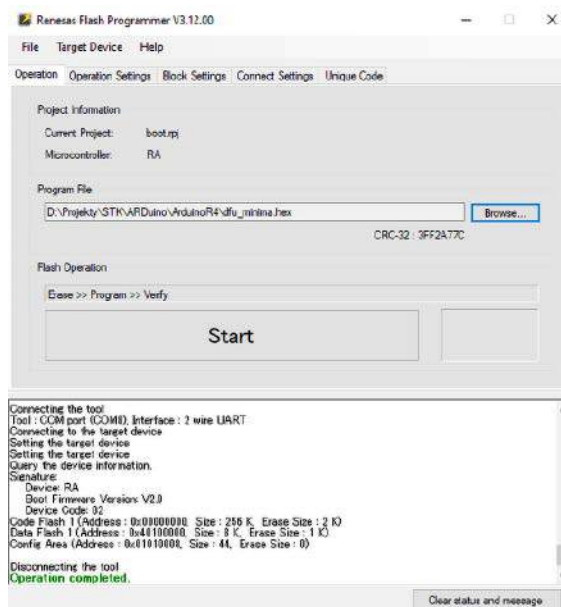 Renesas Flash Programmer V3.12.00
File Target Device Help
Operation Operation Settings Block Settings Connect Settings Unique Code
Project Information
Current Project: boot.rpj
Microcontroller: RA
Program File
D:\Projekty\STK\ARDuino\ArduinoR4\dfu_minima.hex Browse...
CRC-32 : 3FF2A77C
Flash Operation
Erase >> Program >> Verify
Start
Connecting the tool
Tool : COM port (COM8), Interface : 2 wire UART
Connecting to the target device
Setting the target device
Setting the target device
Query the device information.
Signature:
Device: RA
Boot Firmware Version: V2.0
Device Code: 02
Code Flash 1 (Address : 0x00000000, Size : 256 K, Erase Size : 2 K)
Data Flash 1 (Address : 0x40100000, Size : 8 K, Erase Size : 1 K)
Config Area (Address : 0x01010008, Size : 44, Erase Size : 0)
Disconnecting the tool
Operation completed.
Clear status and message